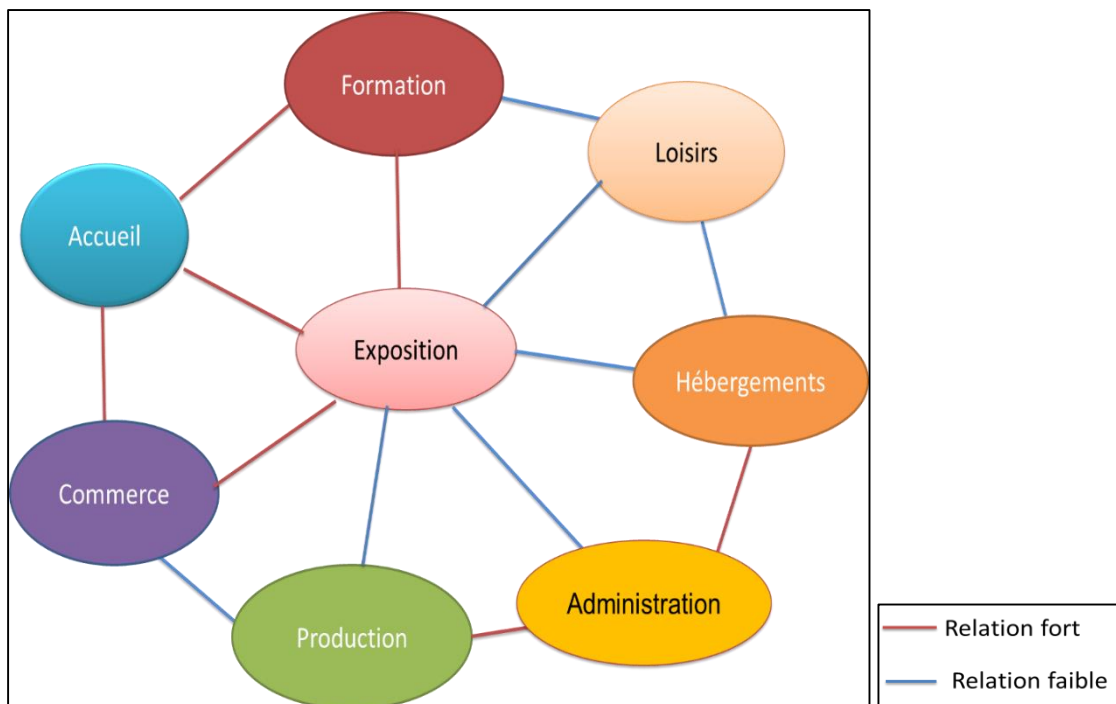 Formation
Loisirs
Accueil
Exposition
Hébergements
Commerce
Administration
Production
Relation fort
Relation faible